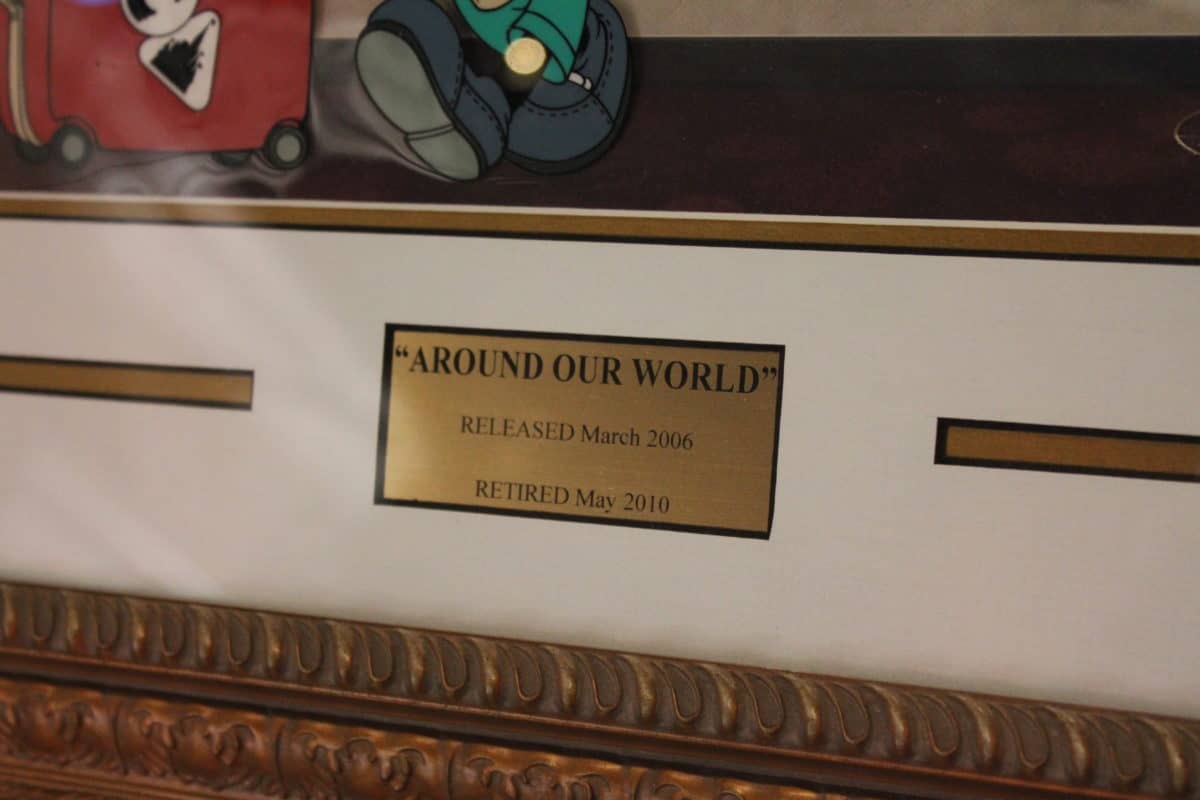 “AROUND OUR WORLD”
RELEASED March 2006
RETIRED May 2010